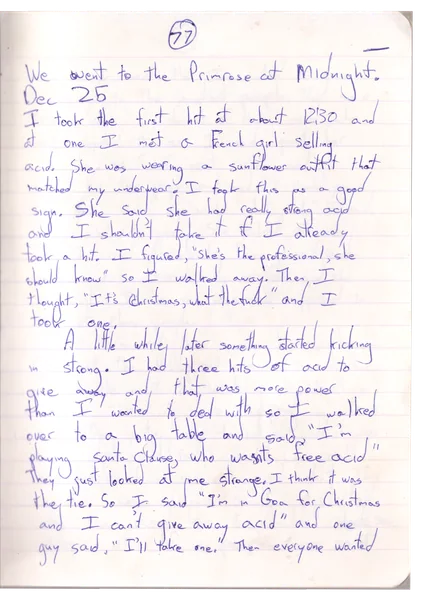 77
We went to the Primrose at Midnight.
Dec 25
I took the first hit at about 12:30 and
at one I met a French girl selling
acid. She was wearing a sunflower outfit that
matched my underwear. I took this as a good
sign. She said she had really strong acid
and I shouldn't take it if I already
took a hit. I figured, "She's the professional, she
should know" so I walked away. Then, I
thought, "It's Christmas, what the fuck" and I
took one.
A little while later something started kicking
in strong. I had three hits of acid to
give away and that was more power
than I wanted to deal with so I walked
over to a big table and said, "I'm
playing Santa Clause, who wants free acid"
They just looked at me strange. I think it was
the tie. So I said "I'm in Goa for Christmas
and I can't give away acid" and one
guy said, "I'll take one." Then everyone wanted